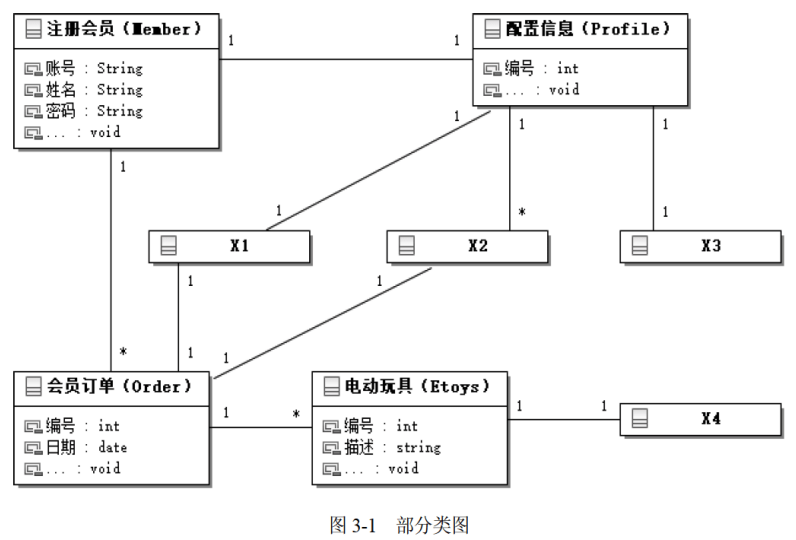 注册会员（Member）
账号 : String
姓名 : String
密码 : String
... : void
1
1
配置信息（Profile）
编号 : int
... : void
1
1
1
1
1
*
1
X1
X2
X3
1
1
*
1
1
会员订单（Order）
编号 : int
日期 : date
... : void
1
*
电动玩具（Etoys）
编号 : int
描述 : string
... : void
1
1
X4
图 3-1 部分类图